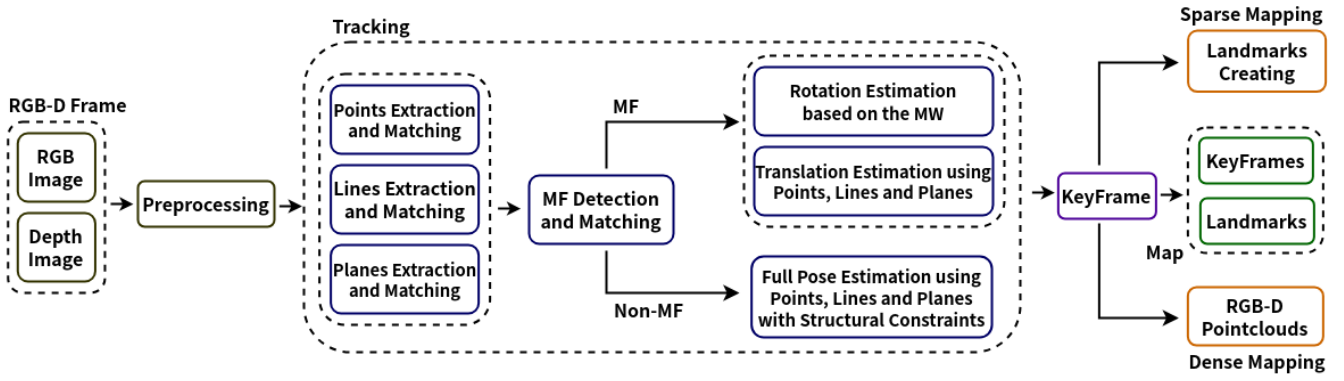 RGB-D Frame
RGB
Image
Depth
Image
Preprocessing
Tracking
Points Extraction
and Matching
Lines Extraction
and Matching
Planes Extraction
and Matching
MF Detection
and Matching
MF
Non-MF
Rotation Estimation
based on the MW
Translation Estimation using
Points, Lines and Planes
Full Pose Estimation using
Points, Lines and Planes
with Structural Constraints
KeyFrame
Sparse Mapping
Landmarks
Creating
KeyFrames
Landmarks
Map
RGB-D
Pointclouds
Dense Mapping